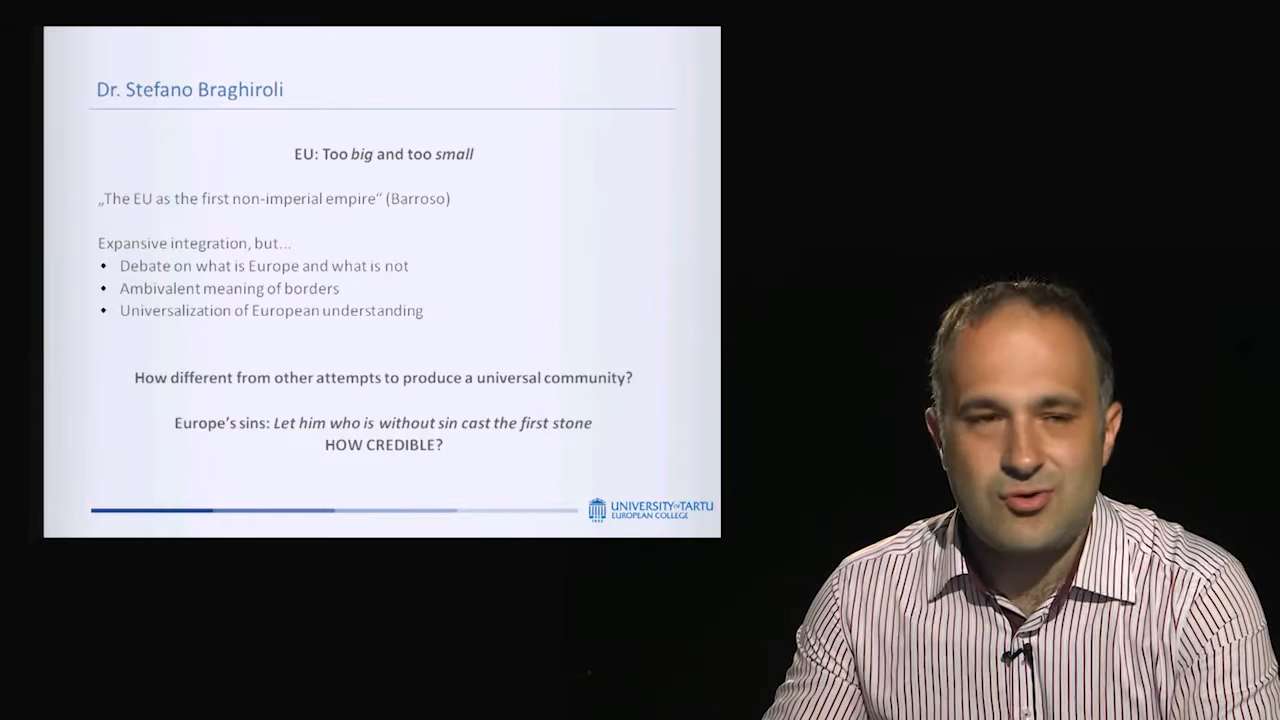 Dr. Stefano Braghiroli
EU: Too big and too small
„The EU as the first non-imperial empire“ (Barroso)
Expansive integration, but...
• Debate on what is Europe and what is not
• Ambivalent meaning of borders
• Universalization of European understanding
How different from other attempts to produce a universal community?
Europe’s sins: Let him who is without sin cast the first stone
HOW CREDIBLE?
UNIVERSITY OF TARTU
EUROPEAN COLLEGE
1632